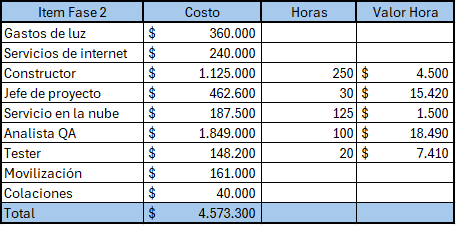 Item Fase 2 Costo Horas Valor Hora
Gastos de luz $ 360.000
Servicios de internet $ 240.000
Constructor $ 1.125.000 250 $ 4.500
Jefe de proyecto $ 462.600 30 $ 15.420
Servicio en la nube $ 187.500 125 $ 1.500
Analista QA $ 1.849.000 100 $ 18.490
Tester $ 148.200 20 $ 7.410
Movilización $ 161.000
Colaciones $ 40.000
Total $ 4.573.300